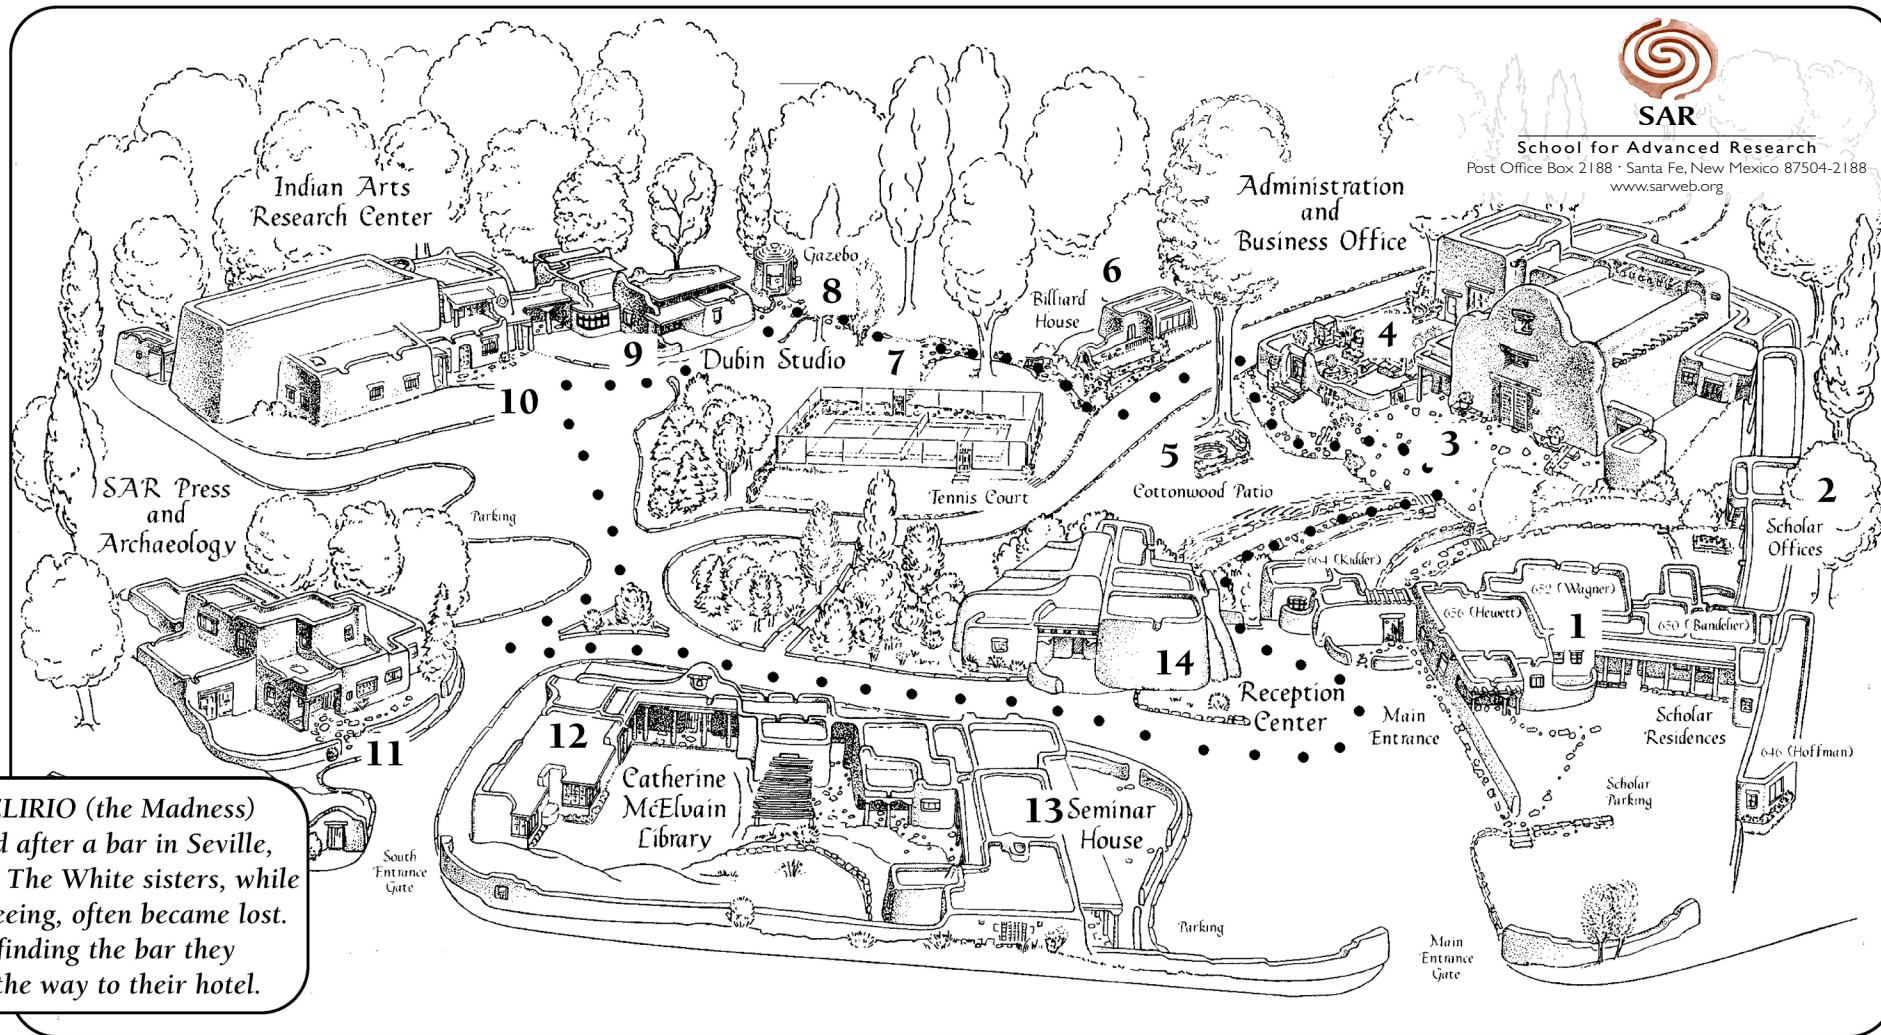 SAR
School for Advanced Research
Post Office Box 2188 · Santa Fe, New Mexico 87504-2188
www.sarweb.org
Indian Arts
Research Center
Administration
and
Business Office
Gazebo
8
6
Billiard
House
4
9
Dubin Studio
7
10
3
5
Cottonwood Patio
Tennis Court
2
Scholar
Offices
SAR Press
and
Archaeology
Parking
664 (Kidder)
652 (Wagner)
656 (Hewett)
1
650 (Bandelier)
14
Reception
Center
Main
Entrance
Scholar
Residences
646 (Hoffman)
11
12
Catherine
McElvain
Library
13 Seminar
House
Scholar
Parking
South
Entrance
Gate
Parking
Main
Entrance
Gate
LIRIO (the Madness)
after a bar in Seville,
The White sisters, while
eeing, often became lost.
finding the bar they
the way to their hotel.